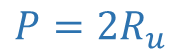 P = 2R_u